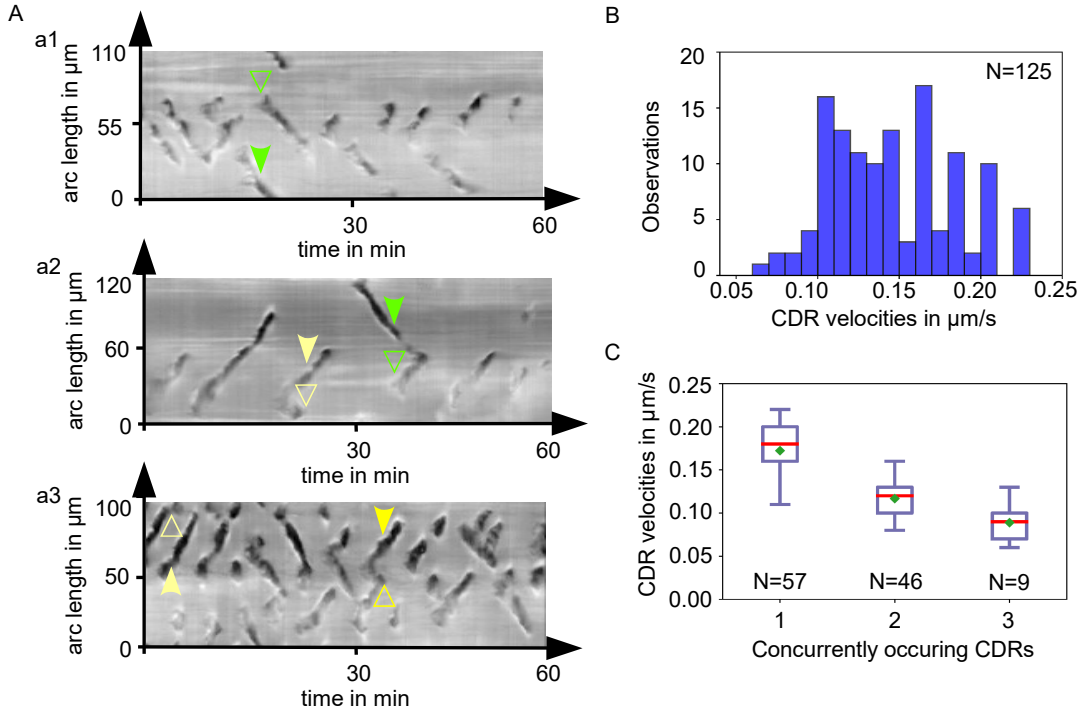 A
a1
arc length in µm
110
55
0
30
60
time in min
a2
arc length in µm
120
60
0
30
60
time in min
a3
arc length in µm
100
50
0
30
60
time in min
B
N=125
Observations
20
15
10
5
0
0.05
0.10
0.15
0.20
0.25
CDR velocities in µm/s
C
CDR velocities in µm/s
0.25
0.20
0.15
0.10
0.05
0.00
N=57
N=46
N=9
1
2
3
Concurrently occuring CDRs